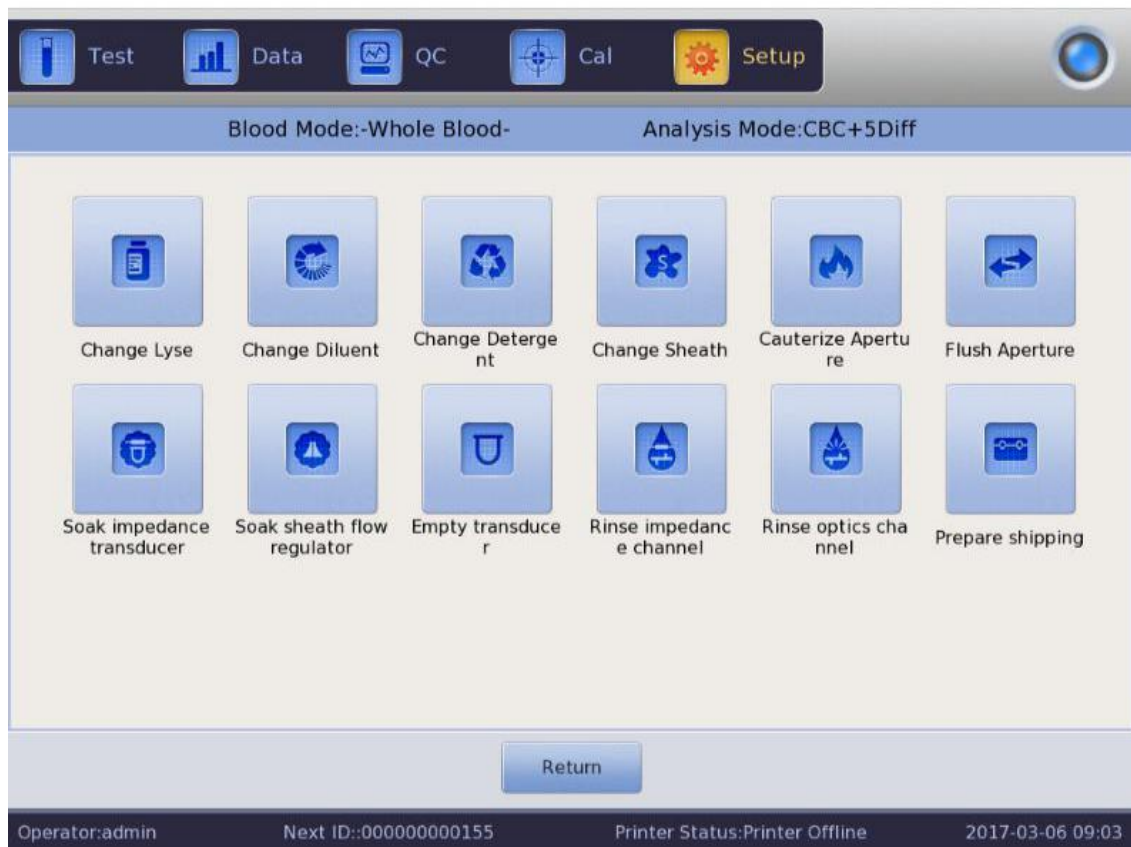 Test Data QC Cal Setup
Blood Mode:-Whole Blood- Analysis Mode:CBC+5Diff
Change Lyse
Change Diluent
Change Deterge
nt
Change Sheath
Cauterize Apertu
re
Flush Aperture
Soak impedance
transducer
Soak sheath flow
regulator
Empty transduce
r
Rinse impedanc
e channel
Rinse optics cha
nnel
Prepare shipping
Return
Operator:admin Next ID::000000000155 Printer Status:Printer Offline 2017-03-06 09:03